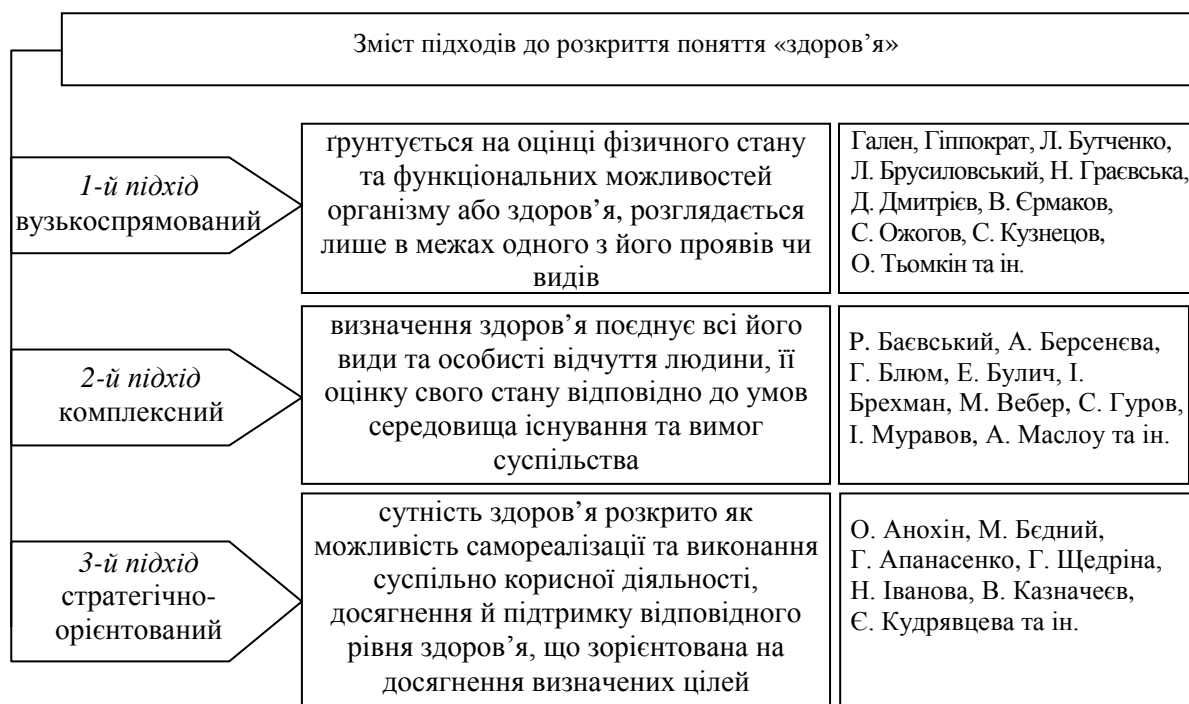 Зміст підходів до розкриття поняття «здоров’я»
1-й підхід
вузькоспрямований
ґрунтується на оцінці фізичного стану
та функціональних можливостей
організму або здоров’я, розглядається
лише в межах одного з його проявів чи
видів
Гален, Гіппократ, Л. Бутченко,
Л. Брусиловський, Н. Граєвська,
Д. Дмитрієв, В. Єрмаков,
С. Ожогов, С. Кузнецов,
О. Тьомкін та ін.
2-й підхід
комплексний
визначення здоров’я поєднує всі його
види та особисті відчуття людини, її
оцінку свого стану відповідно до умов
середовища існування та вимог
суспільства
Р. Баєвський, А. Берсенєва,
Г. Блюм, Е. Булич, І.
Брехман, М. Вебер, С. Гуров,
І. Муравов, А. Маслоу та ін.
3-й підхід
стратегічно-
орієнтований
сутність здоров’я розкрито як
можливість самореалізації та виконання
суспільно корисної діяльності,
досягнення й підтримку відповідного
рівня здоров’я, що зорієнтована на
досягнення визначених цілей
О. Анохін, М. Бєдний,
Г. Апанасенко, Г. Щедріна,
Н. Іванова, В. Казначеєв,
Є. Кудрявцева та ін.